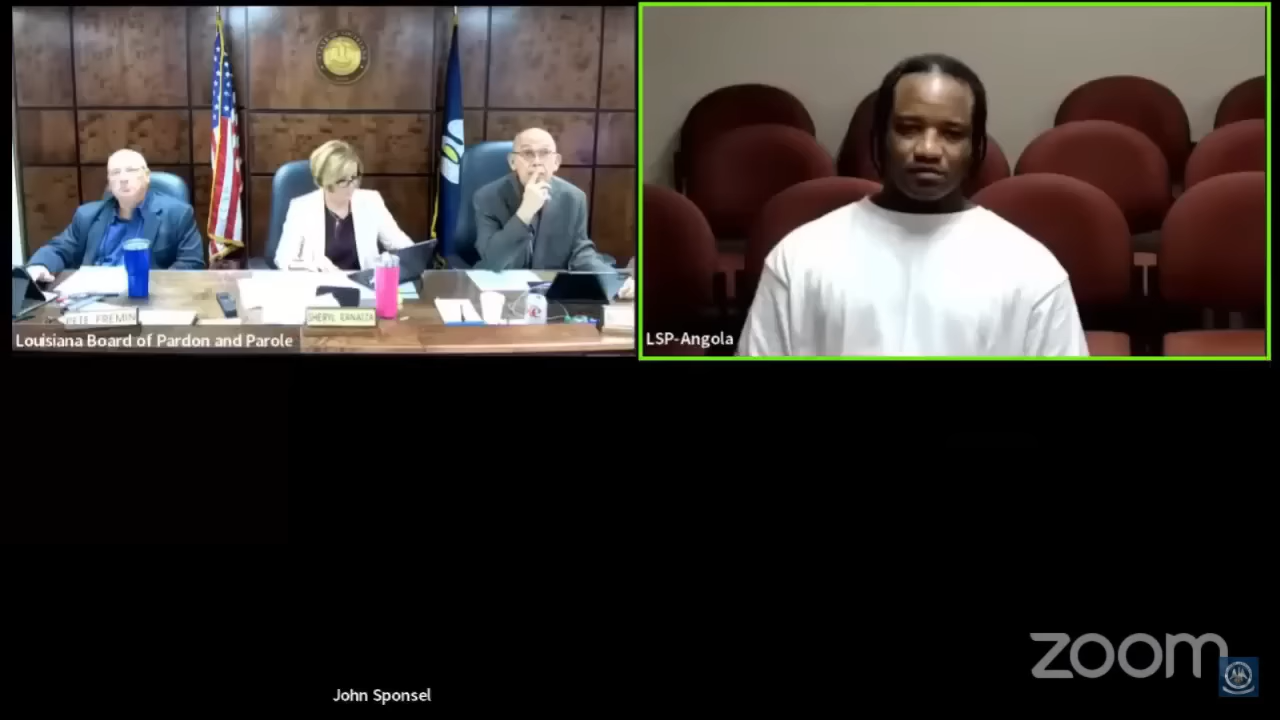 PETE FREMIN
SHERYL RANATZA
Louisiana Board of Pardon and Parole
LSP-Angola
John Sponsel
zoom